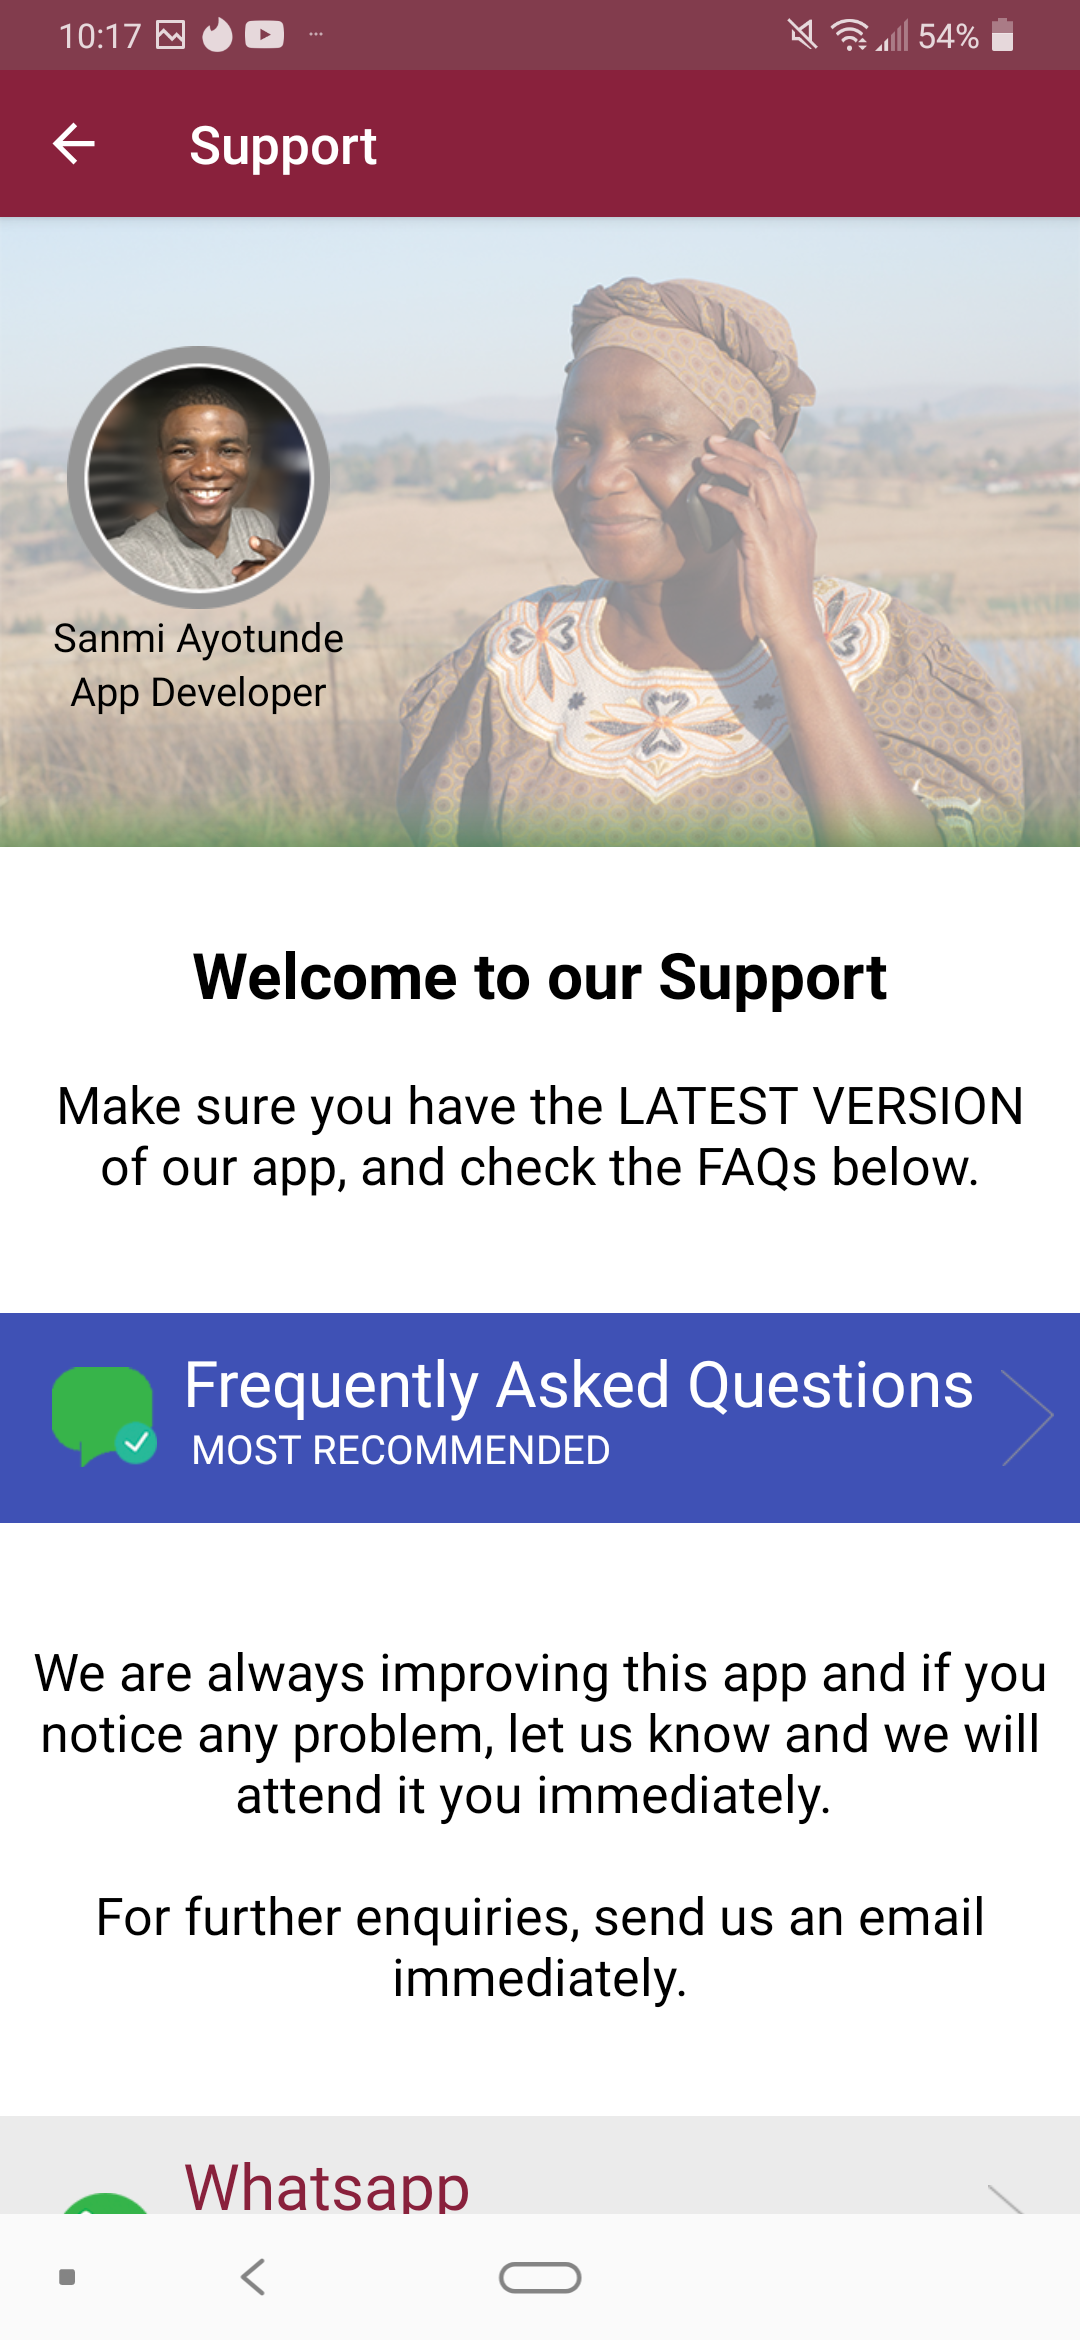 10:17
54%
Support
Sanmi Ayotunde
App Developer
Welcome to our Support
Make sure you have the LATEST VERSION
of our app, and check the FAQs below.
Frequently Asked Questions
MOST RECOMMENDED
We are always improving this app and if you
notice any problem, let us know and we will
attend it you immediately.
For further enquiries, send us an email
immediately.
Whatsapp